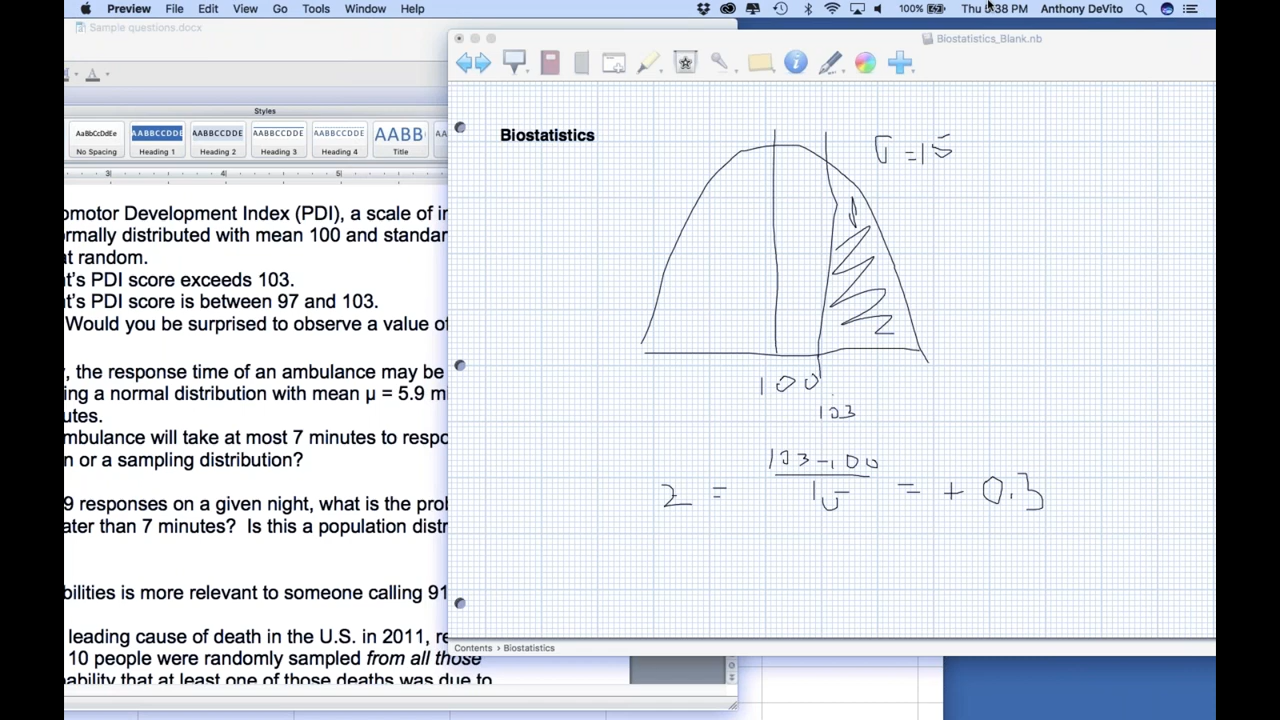 Preview File Edit View Go Tools Window Help 100% Thu 5:38 PM Anthony DeVito
Sample questions.docx
Styles
AaBbCcDdEe AABBCCDDE AABBCCDDE AABBCCDDE AABBCCDDE AABB
No Spacing Heading 1 Heading 2 Heading 3 Heading 4 Title
omotor Development Index (PDI), a scale of in
rmally distributed with mean 100 and standar
at random.
nt's PDI score exceeds 103.
nt's PDI score is between 97 and 103.
Would you be surprised to observe a value of
y, the response time of an ambulance may be
ing a normal distribution with mean μ = 5.9 m
utes.
ambulance will take at most 7 minutes to respo
n or a sampling distribution?
9 responses on a given night, what is the prob
ater than 7 minutes? Is this a population distr
bilities is more relevant to someone calling 91
leading cause of death in the U.S. in 2011, re
10 people were randomly sampled from all those
bability that at least one of those deaths was due to
Biostatistics_Blank.nb
Biostatistics
σ = 15
100
103
103 - 100
z = = + 0.3
15
Contents > Biostatistics